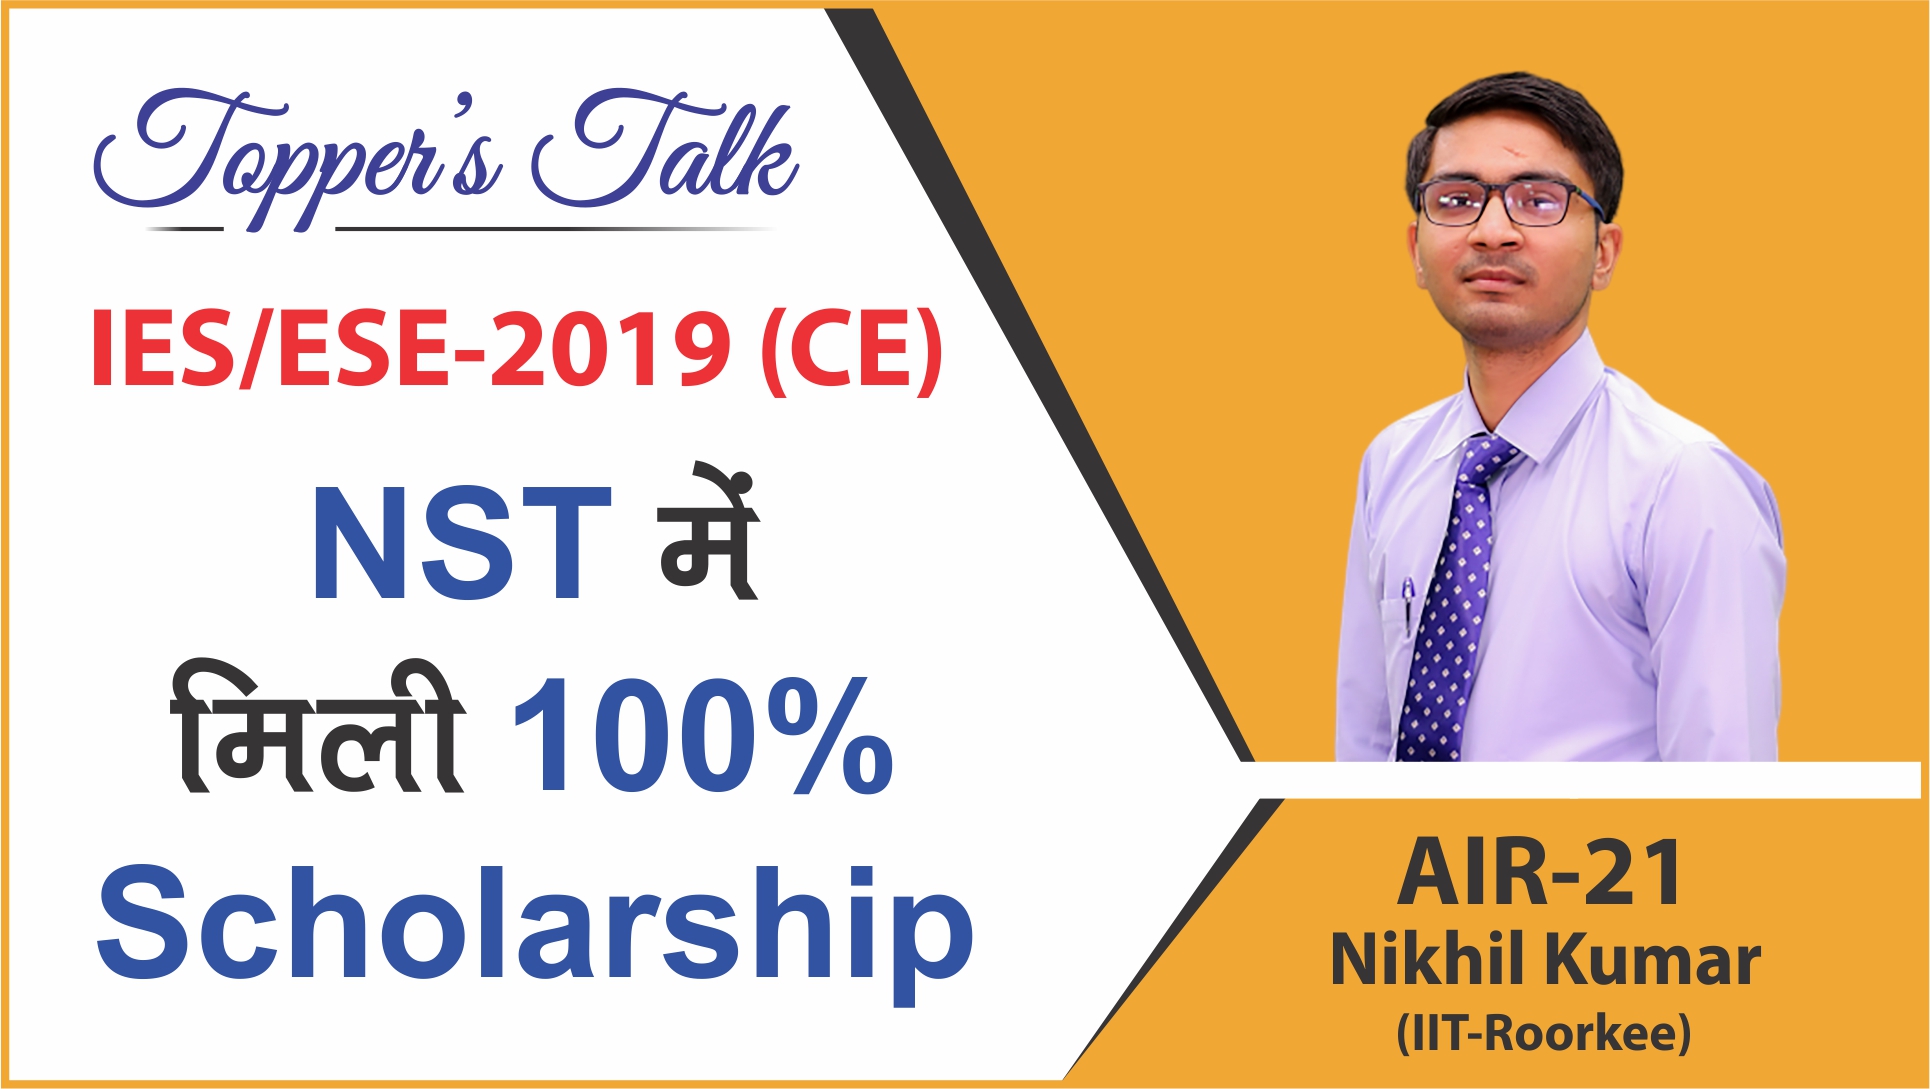 Topper's Talk
IES/ESE-2019 (CE)
NST में
मिली 100%
Scholarship
AIR-21
Nikhil Kumar
(IIT-Roorkee)